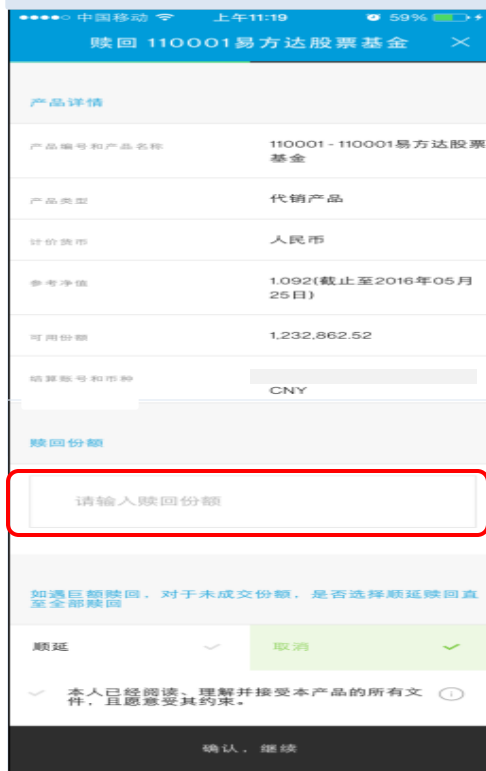 中国移动 上午11:19 59%
赎回 110001易方达股票基金
产品详情
产品编号和产品名称 110001 - 110001易方达股票
基金
产品类型 代销产品
计价货币 人民币
参考净值 1.092(截止至2016年05月
25日)
可用份额 1,232,862.52
结算账号和币种
CNY
赎回份额
请输入赎回份额
如遇巨额赎回，对于未成交份额，是否选择顺延赎回直
至全部赎回
顺延 取消
本人已经阅读、理解并接受本产品的所有文
件，且愿意受其约束。
确认，继续